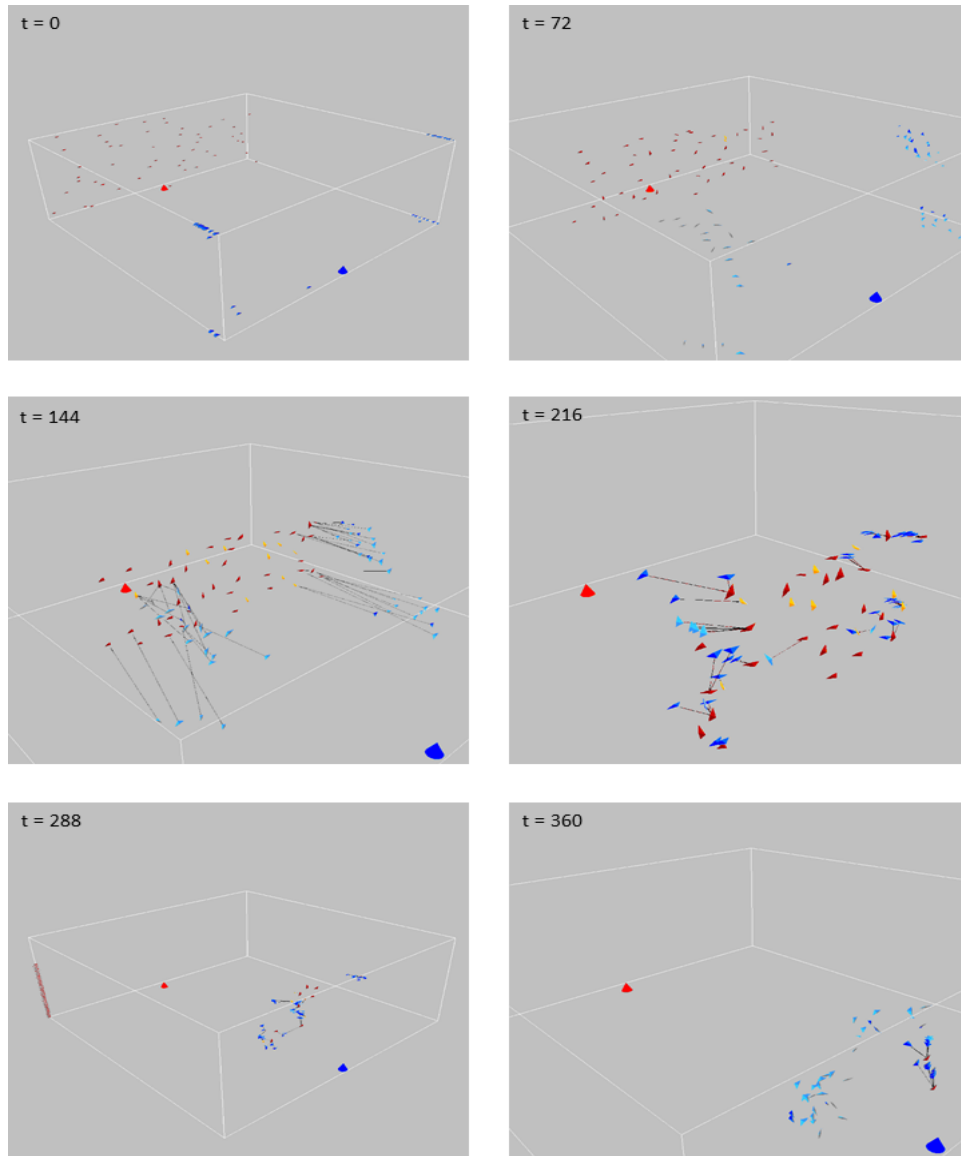 t = 0
t = 72
t = 144
t = 216
t = 288
t = 360